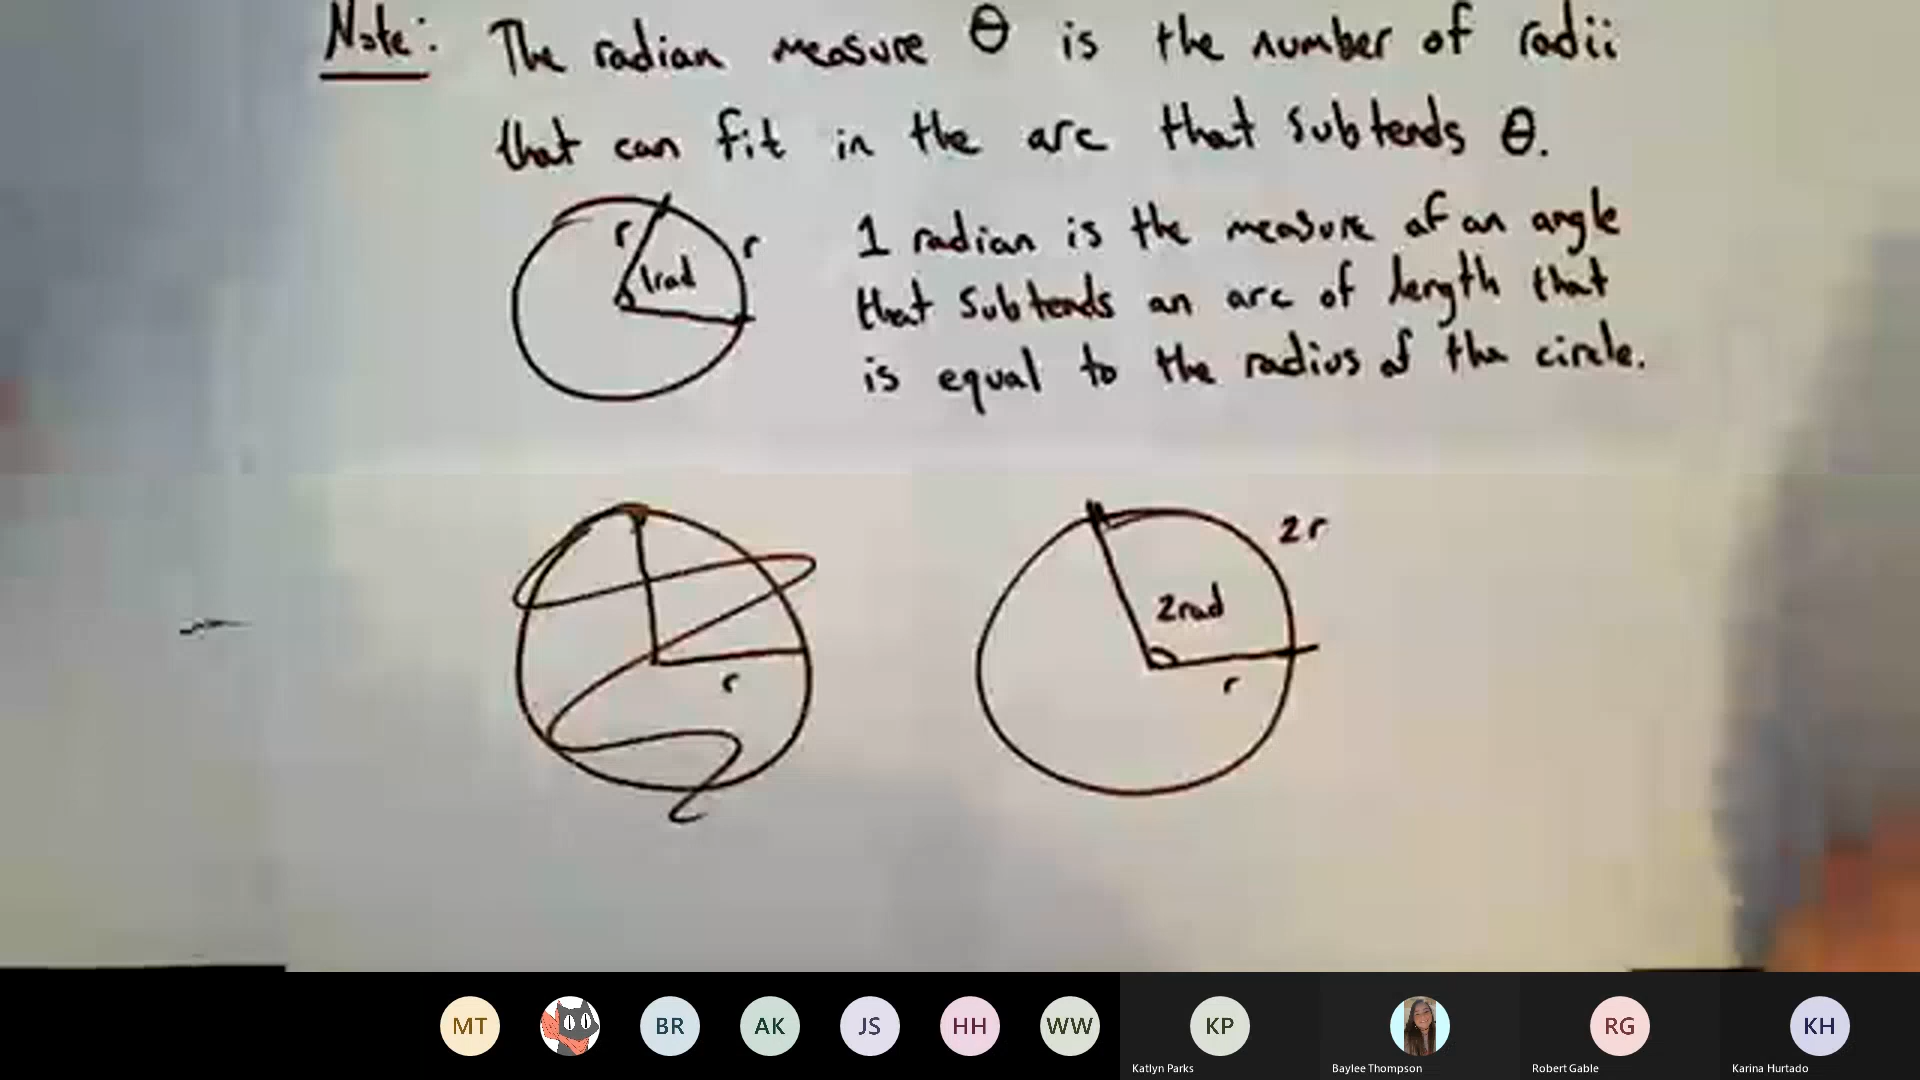 Note: The radian measure θ is the number of radii
that can fit in the arc that subtends θ.
r
r
1rad
1 radian is the measure of an angle
that subtends an arc of length that
is equal to the radius of the circle.
r
2r
2rad
r
MT
BR
AK
JS
HH
WW
KP
RG
KH
Katlyn Parks
Baylee Thompson
Robert Gable
Karina Hurtado